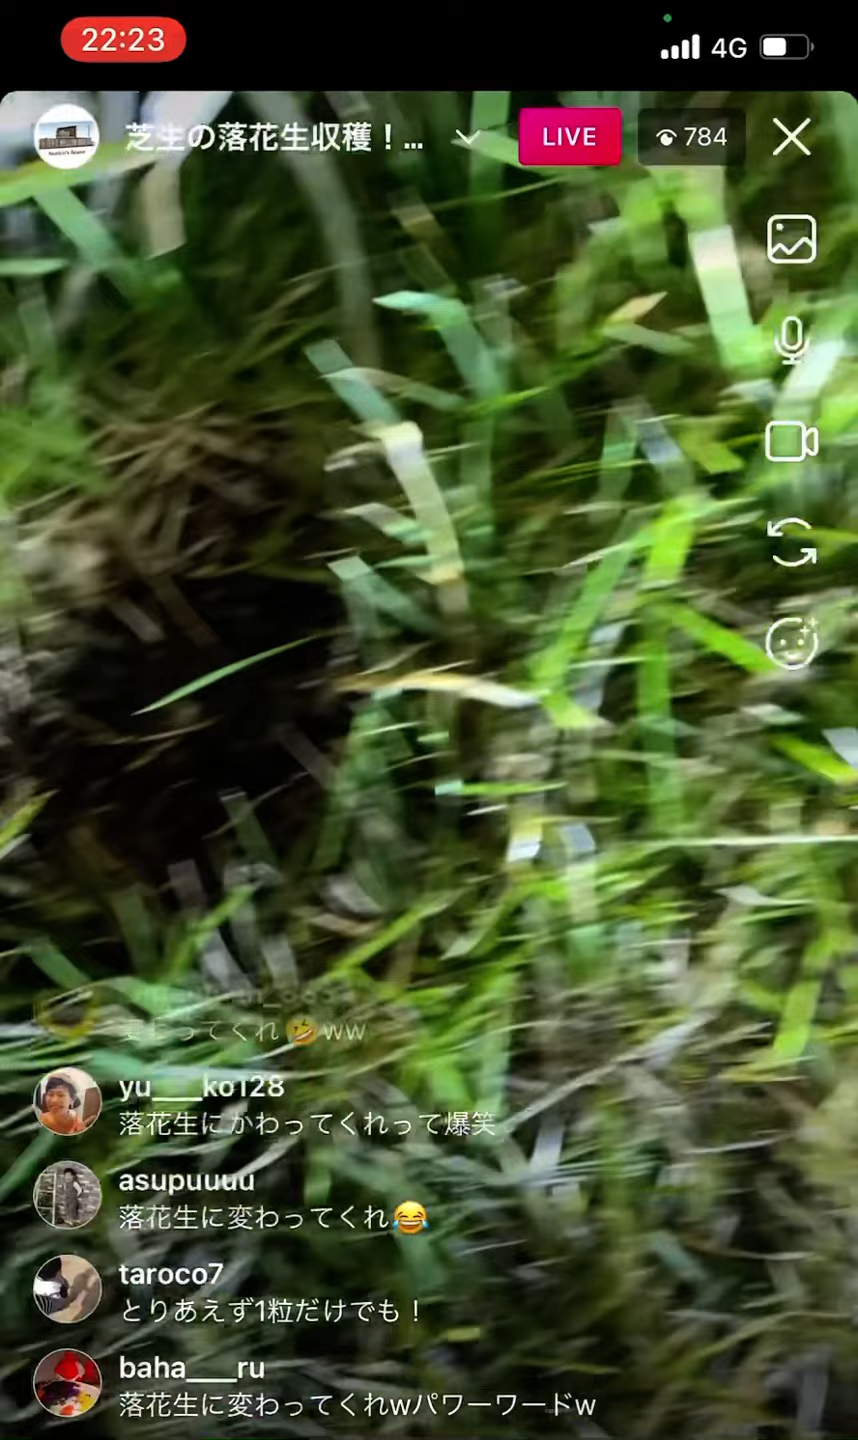 22:23
4G
芝生の落花生収穫！...
LIVE
784
くれ🤣ww
yu___ko128
落花生にかわってくれって爆笑
asupuuuu
落花生に変わってくれ😂
taroco7
とりあえず1粒だけでも！
baha___ru
落花生に変わってくれwパワーワードw